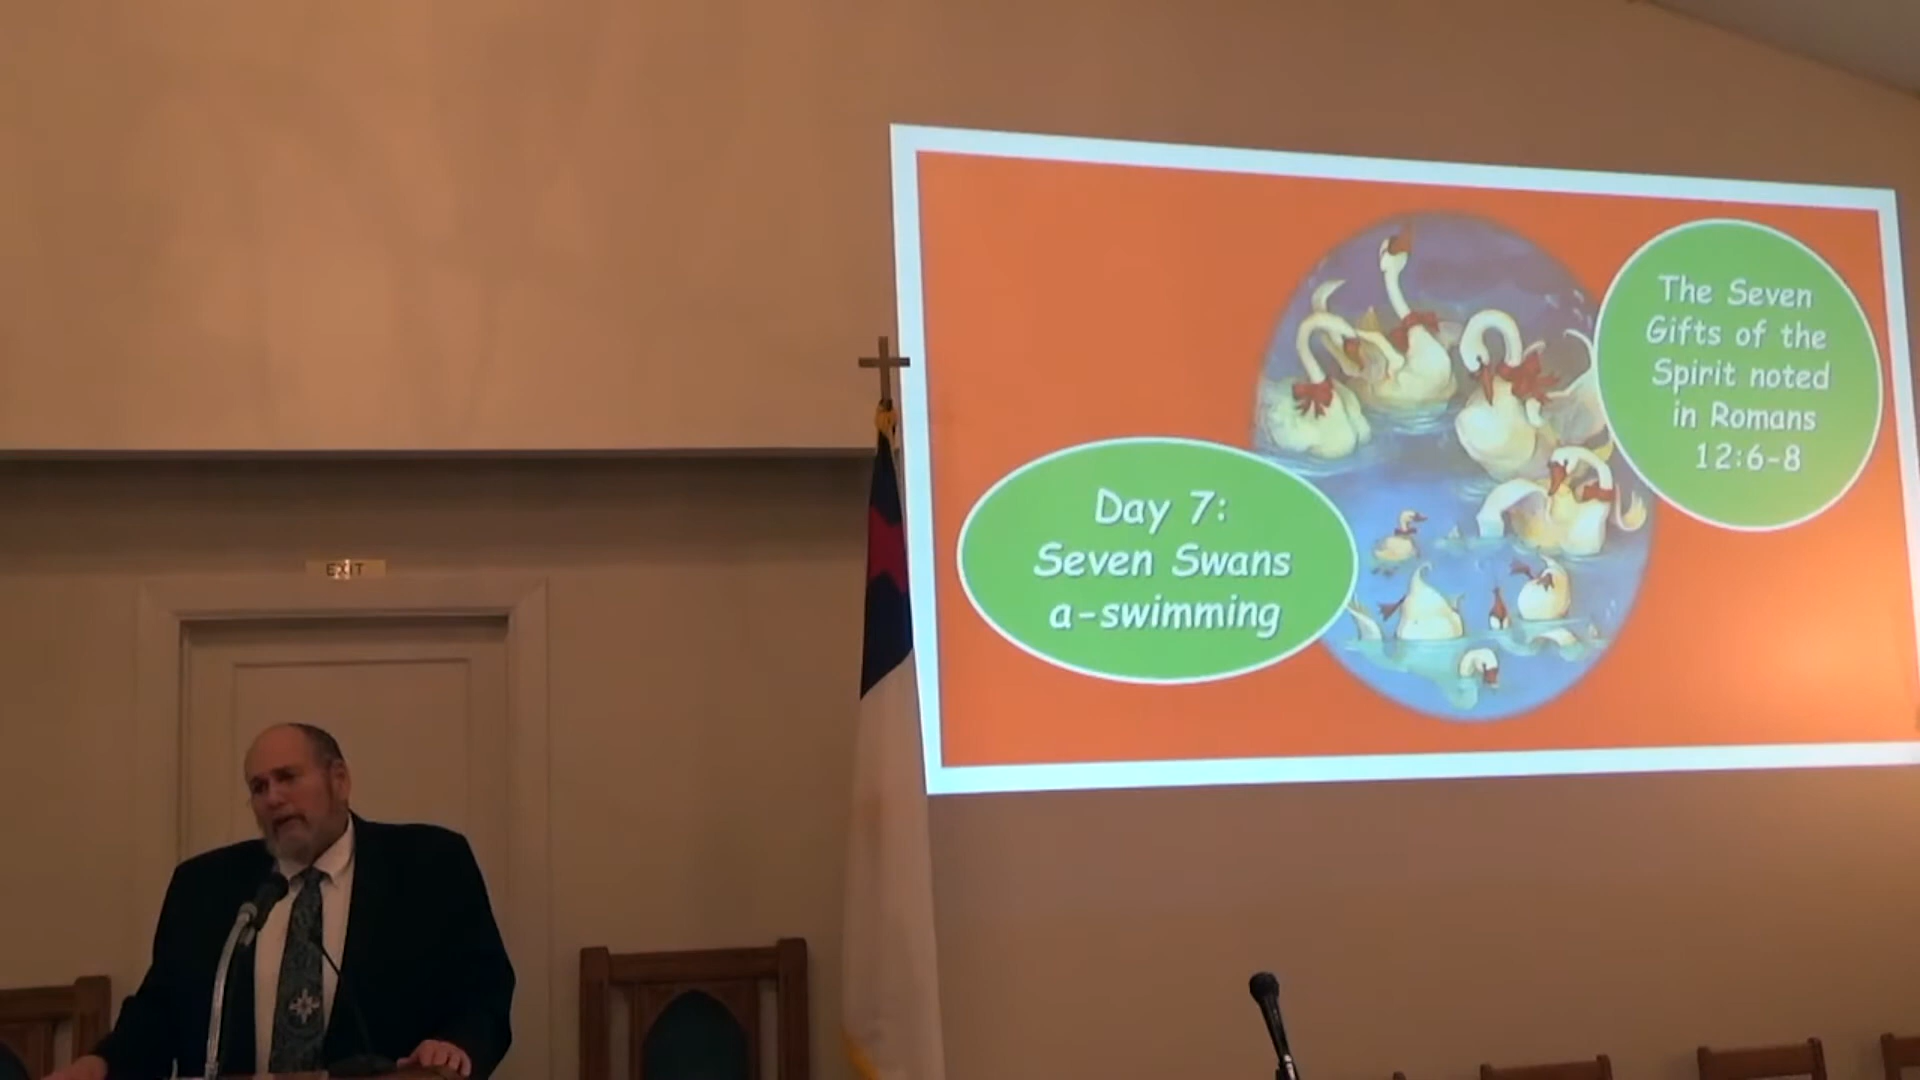 The Seven
Gifts of the
Spirit noted
in Romans
12:6-8
Day 7:
Seven Swans
a-swimming
EXIT